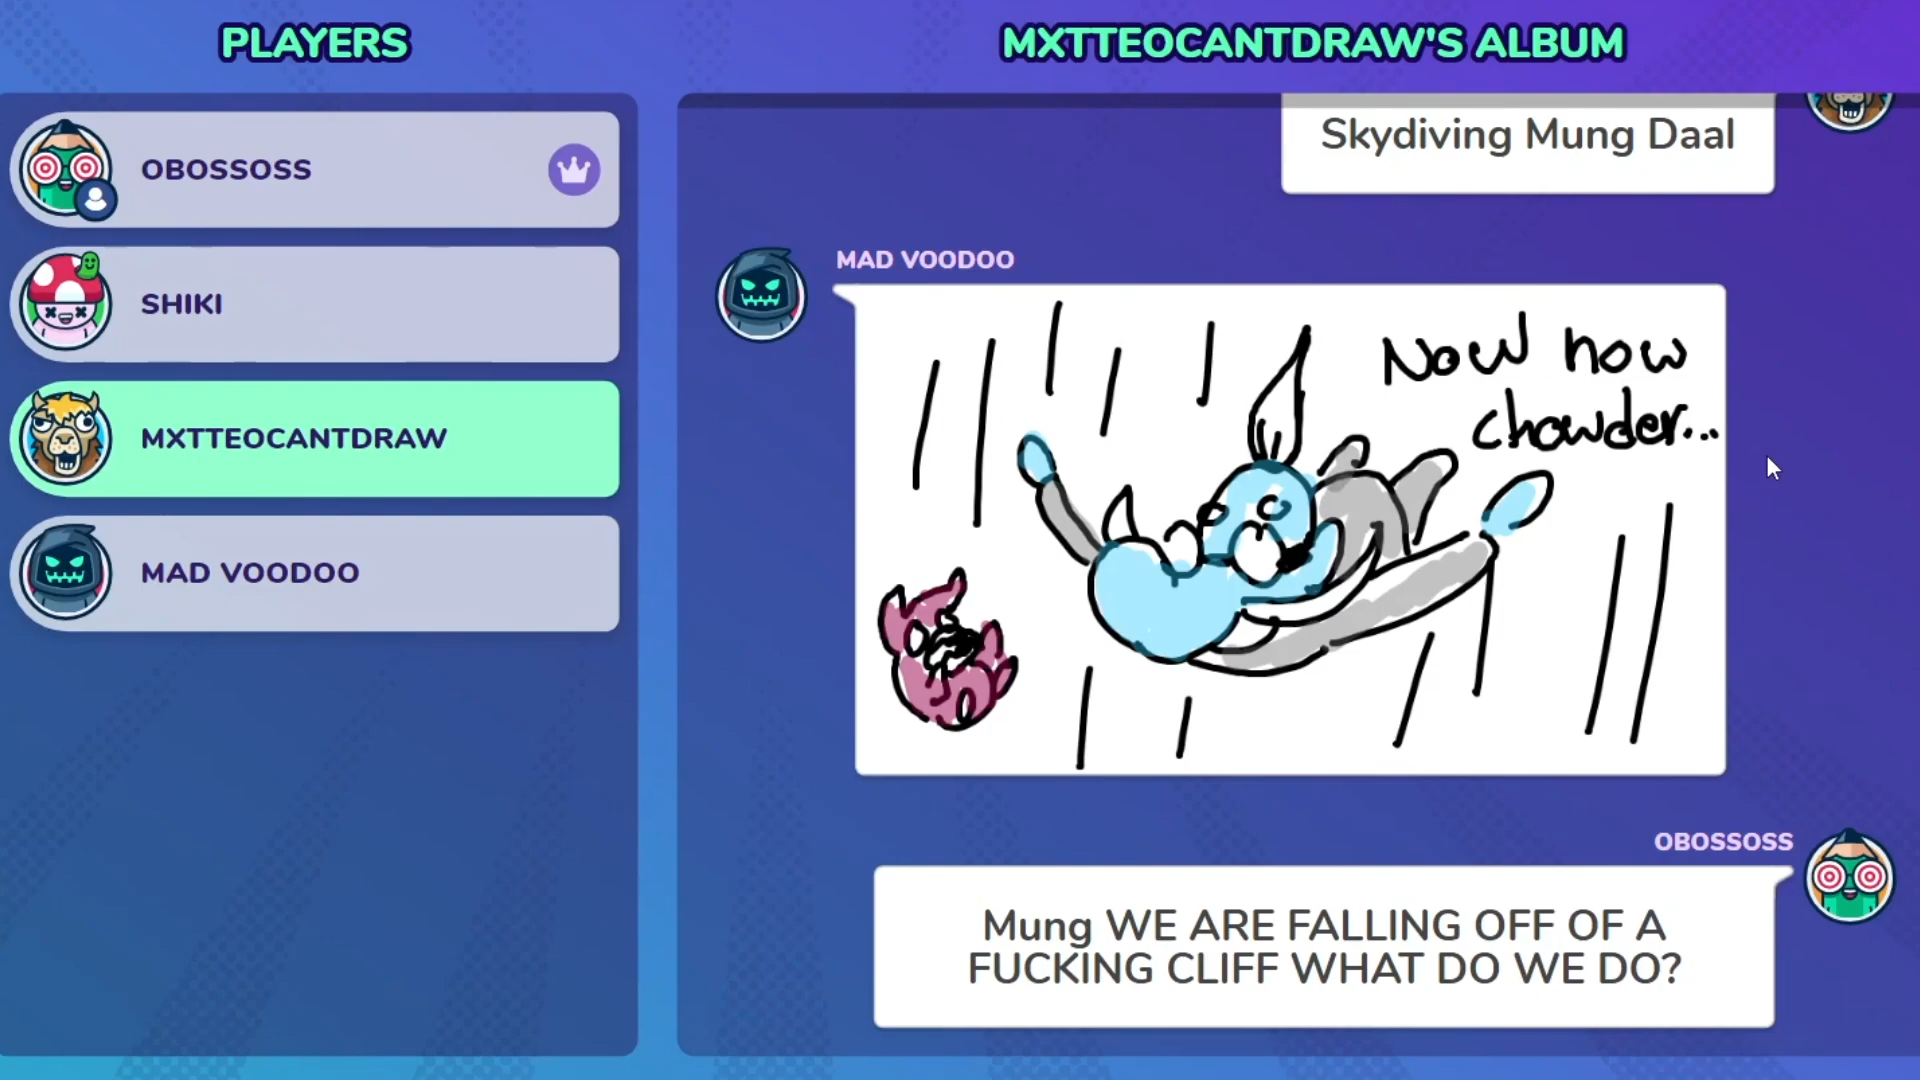 PLAYERS
MXTTEOCANTDRAW'S ALBUM
OBOSSOSS
SHIKI
MXTTEOCANTDRAW
MAD VOODOO
Skydiving Mung Daal
MAD VOODOO
Now now
chowder...
OBOSSOSS
Mung WE ARE FALLING OFF OF A
FUCKING CLIFF WHAT DO WE DO?